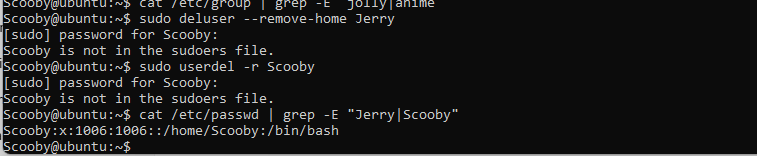 Scooby@ubuntu:~$ cat /etc/group | grep -E "jolly|anime
Scooby@ubuntu:~$ sudo deluser --remove-home Jerry
[sudo] password for Scooby:
Scooby is not in the sudoers file.
Scooby@ubuntu:~$ sudo userdel -r Scooby
[sudo] password for Scooby:
Scooby is not in the sudoers file.
Scooby@ubuntu:~$ cat /etc/passwd | grep -E "Jerry|Scooby"
Scooby:x:1006:1006::/home/Scooby:/bin/bash
Scooby@ubuntu:~$